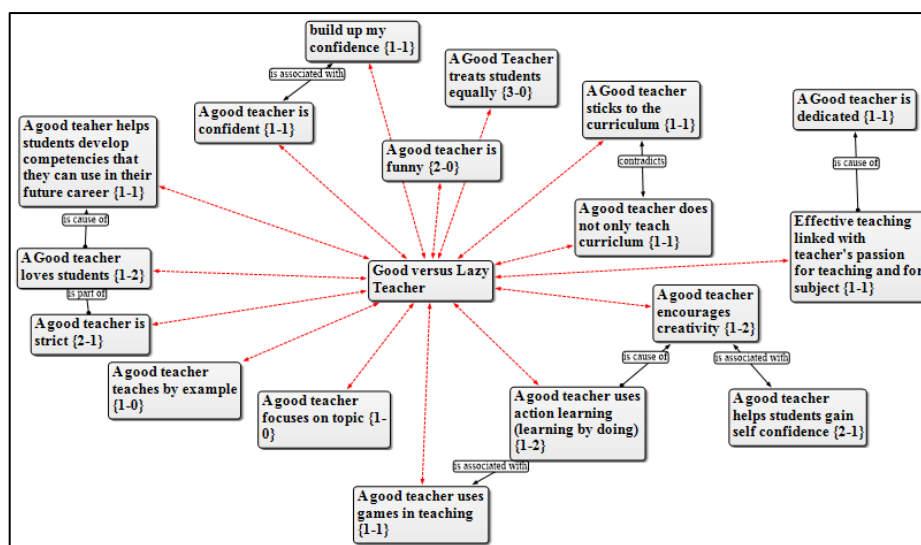 build up my
confidence {1-1}
is associated with
A good teacher is
confident {1-1}
A Good Teacher
treats students
equally {3-0}
A Good teacher
sticks to the
curriculum {1-1}
A Good teacher is
dedicated {1-1}
A good teaher helps
students develop
competencies that
they can use in their
future career {1-1}
A good teacher is
funny {2-0}
contradicts
is cause of
is cause of
A good teacher does
not only teach
curriclum {1-1}
Effective teaching
linked with
teacher's passion
for teaching and for
subject {1-1}
A Good teacher
loves students {1-2}
is part of
Good versus Lazy
Teacher
A good teacher is
strict {2-1}
A good teacher
encourages
creativity {1-2}
is cause of
is associated with
A good teacher
teaches by example
{1-0}
A good teacher
focuses on topic {1-
0}
A good teacher uses
action learning
(learning by doing)
{1-2}
A good teacher
helps students gain
self confidence {2-1}
is associated with
A good teacher uses
games in teaching
{1-1}